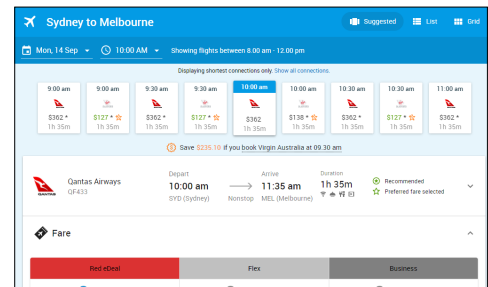 Sydney to Melbourne
Suggested List Grid
Mon, 14 Sep 10:00 AM Showing flights between 8.00 am - 12.00 pm
Displaying shortest connections only. Show all connections.
9:00 am 9:00 am 9:30 am 9:30 am 10:00 am 10:00 am 10:30 am 10:30 am 11:00 am
$362 * $127 * $362 * $127 * $362 $138 * $362 * $127 * $362 *
1h 35m 1h 35m 1h 35m 1h 35m 1h 35m 1h 35m 1h 35m 1h 35m 1h 35m
Save $235.10 if you book Virgin Australia at 09.30 am
Depart Arrive Duration
Qantas Airways 10:00 am 11:35 am 1h 35m Recommended
QANTAS QF433 SYD (Sydney) Nonstop MEL (Melbourne) Preferred fare selected
Fare
Red eDeal Flex Business